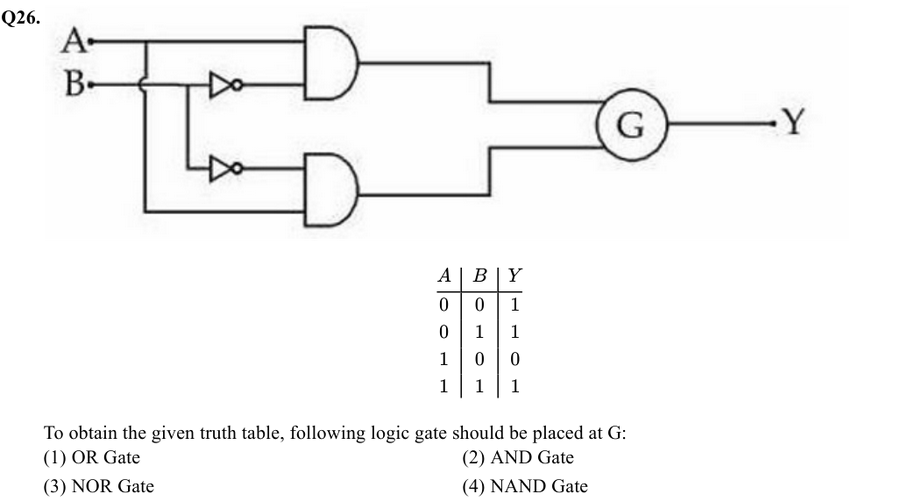 Q26.
A
B
G
Y
A B Y
0 0 1
0 1 1
1 0 0
1 1 1
To obtain the given truth table, following logic gate should be placed at G:
(1) OR Gate (2) AND Gate
(3) NOR Gate (4) NAND Gate